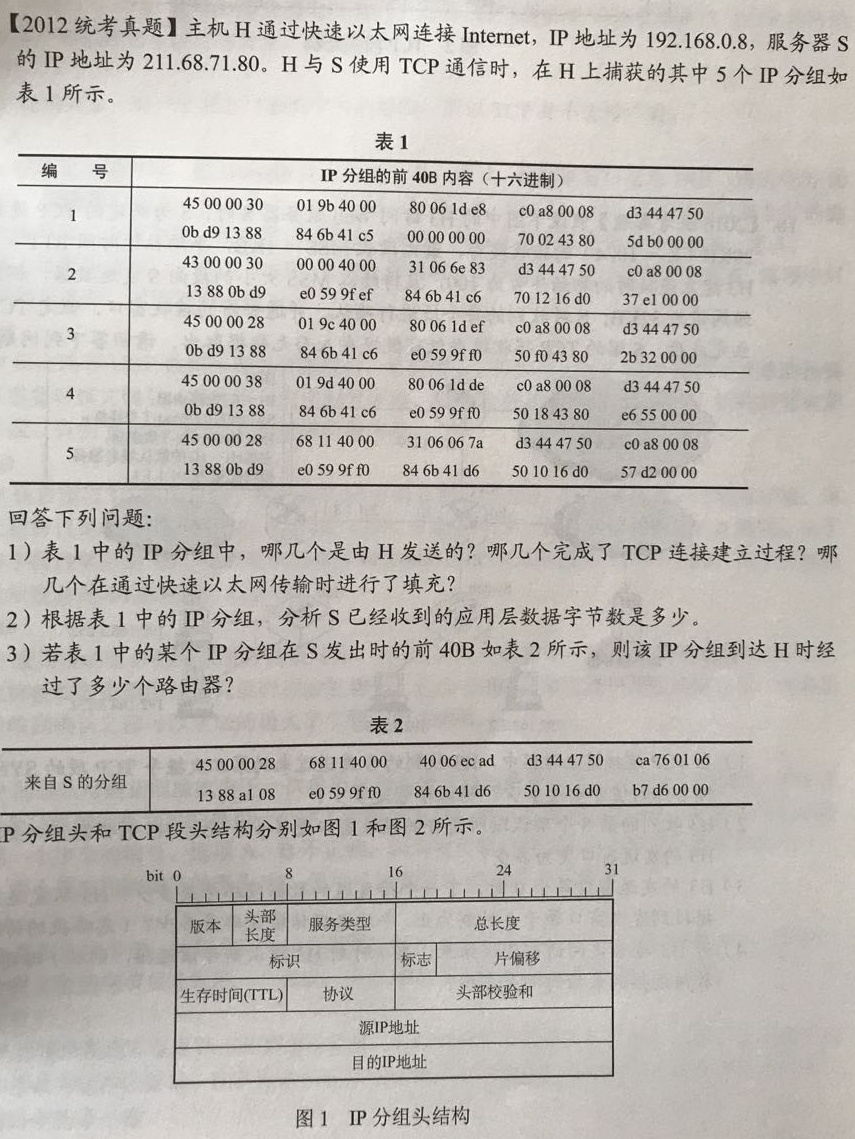 【2012 统考真题】主机 H 通过快速以太网连接 Internet，IP 地址为 192.168.0.8，服务器 S
的 IP 地址为 211.68.71.80。H 与 S 使用 TCP 通信时，在 H 上捕获的其中 5 个 IP 分组如
表 1 所示。
表 1
编 号 IP 分组的前 40B 内容（十六进制）
1 45 00 00 30 01 9b 40 00 80 06 1d e8 c0 a8 00 08 d3 44 47 50
0b d9 13 88 84 6b 41 c5 00 00 00 00 70 02 43 80 5d b0 00 00
2 43 00 00 30 00 00 40 00 31 06 6e 83 d3 44 47 50 c0 a8 00 08
13 88 0b d9 e0 59 9f ef 84 6b 41 c6 70 12 16 d0 37 e1 00 00
3 45 00 00 28 01 9c 40 00 80 06 1d ef c0 a8 00 08 d3 44 47 50
0b d9 13 88 84 6b 41 c6 e0 59 9f f0 50 f0 43 80 2b 32 00 00
4 45 00 00 38 01 9d 40 00 80 06 1d de c0 a8 00 08 d3 44 47 50
0b d9 13 88 84 6b 41 c6 e0 59 9f f0 50 18 43 80 e6 55 00 00
5 45 00 00 28 68 11 40 00 31 06 06 7a d3 44 47 50 c0 a8 00 08
13 88 0b d9 e0 59 9f f0 84 6b 41 d6 50 10 16 d0 57 d2 00 00
回答下列问题：
1）表 1 中的 IP 分组中，哪几个是由 H 发送的？哪几个完成了 TCP 连接建立过程？哪
几个在通过快速以太网传输时进行了填充？
2）根据表 1 中的 IP 分组，分析 S 已经收到的应用层数据字节数是多少。
3）若表 1 中的某个 IP 分组在 S 发出时的前 40B 如表 2 所示，则该 IP 分组到达 H 时经
过了多少个路由器？
表 2
来自 S 的分组 45 00 00 28 68 11 40 00 40 06 ec ad d3 44 47 50 ca 76 01 06
13 88 a1 08 e0 59 9f f0 84 6b 41 d6 50 10 16 d0 b7 d6 00 00
IP 分组头和 TCP 段头结构分别如图 1 和图 2 所示。
bit 0 8 16 24 31
版本 头部长度 服务类型 总长度
标识 标志 片偏移
生存时间(TTL) 协议 头部校验和
源IP地址
目的IP地址
图 1 IP 分组头结构